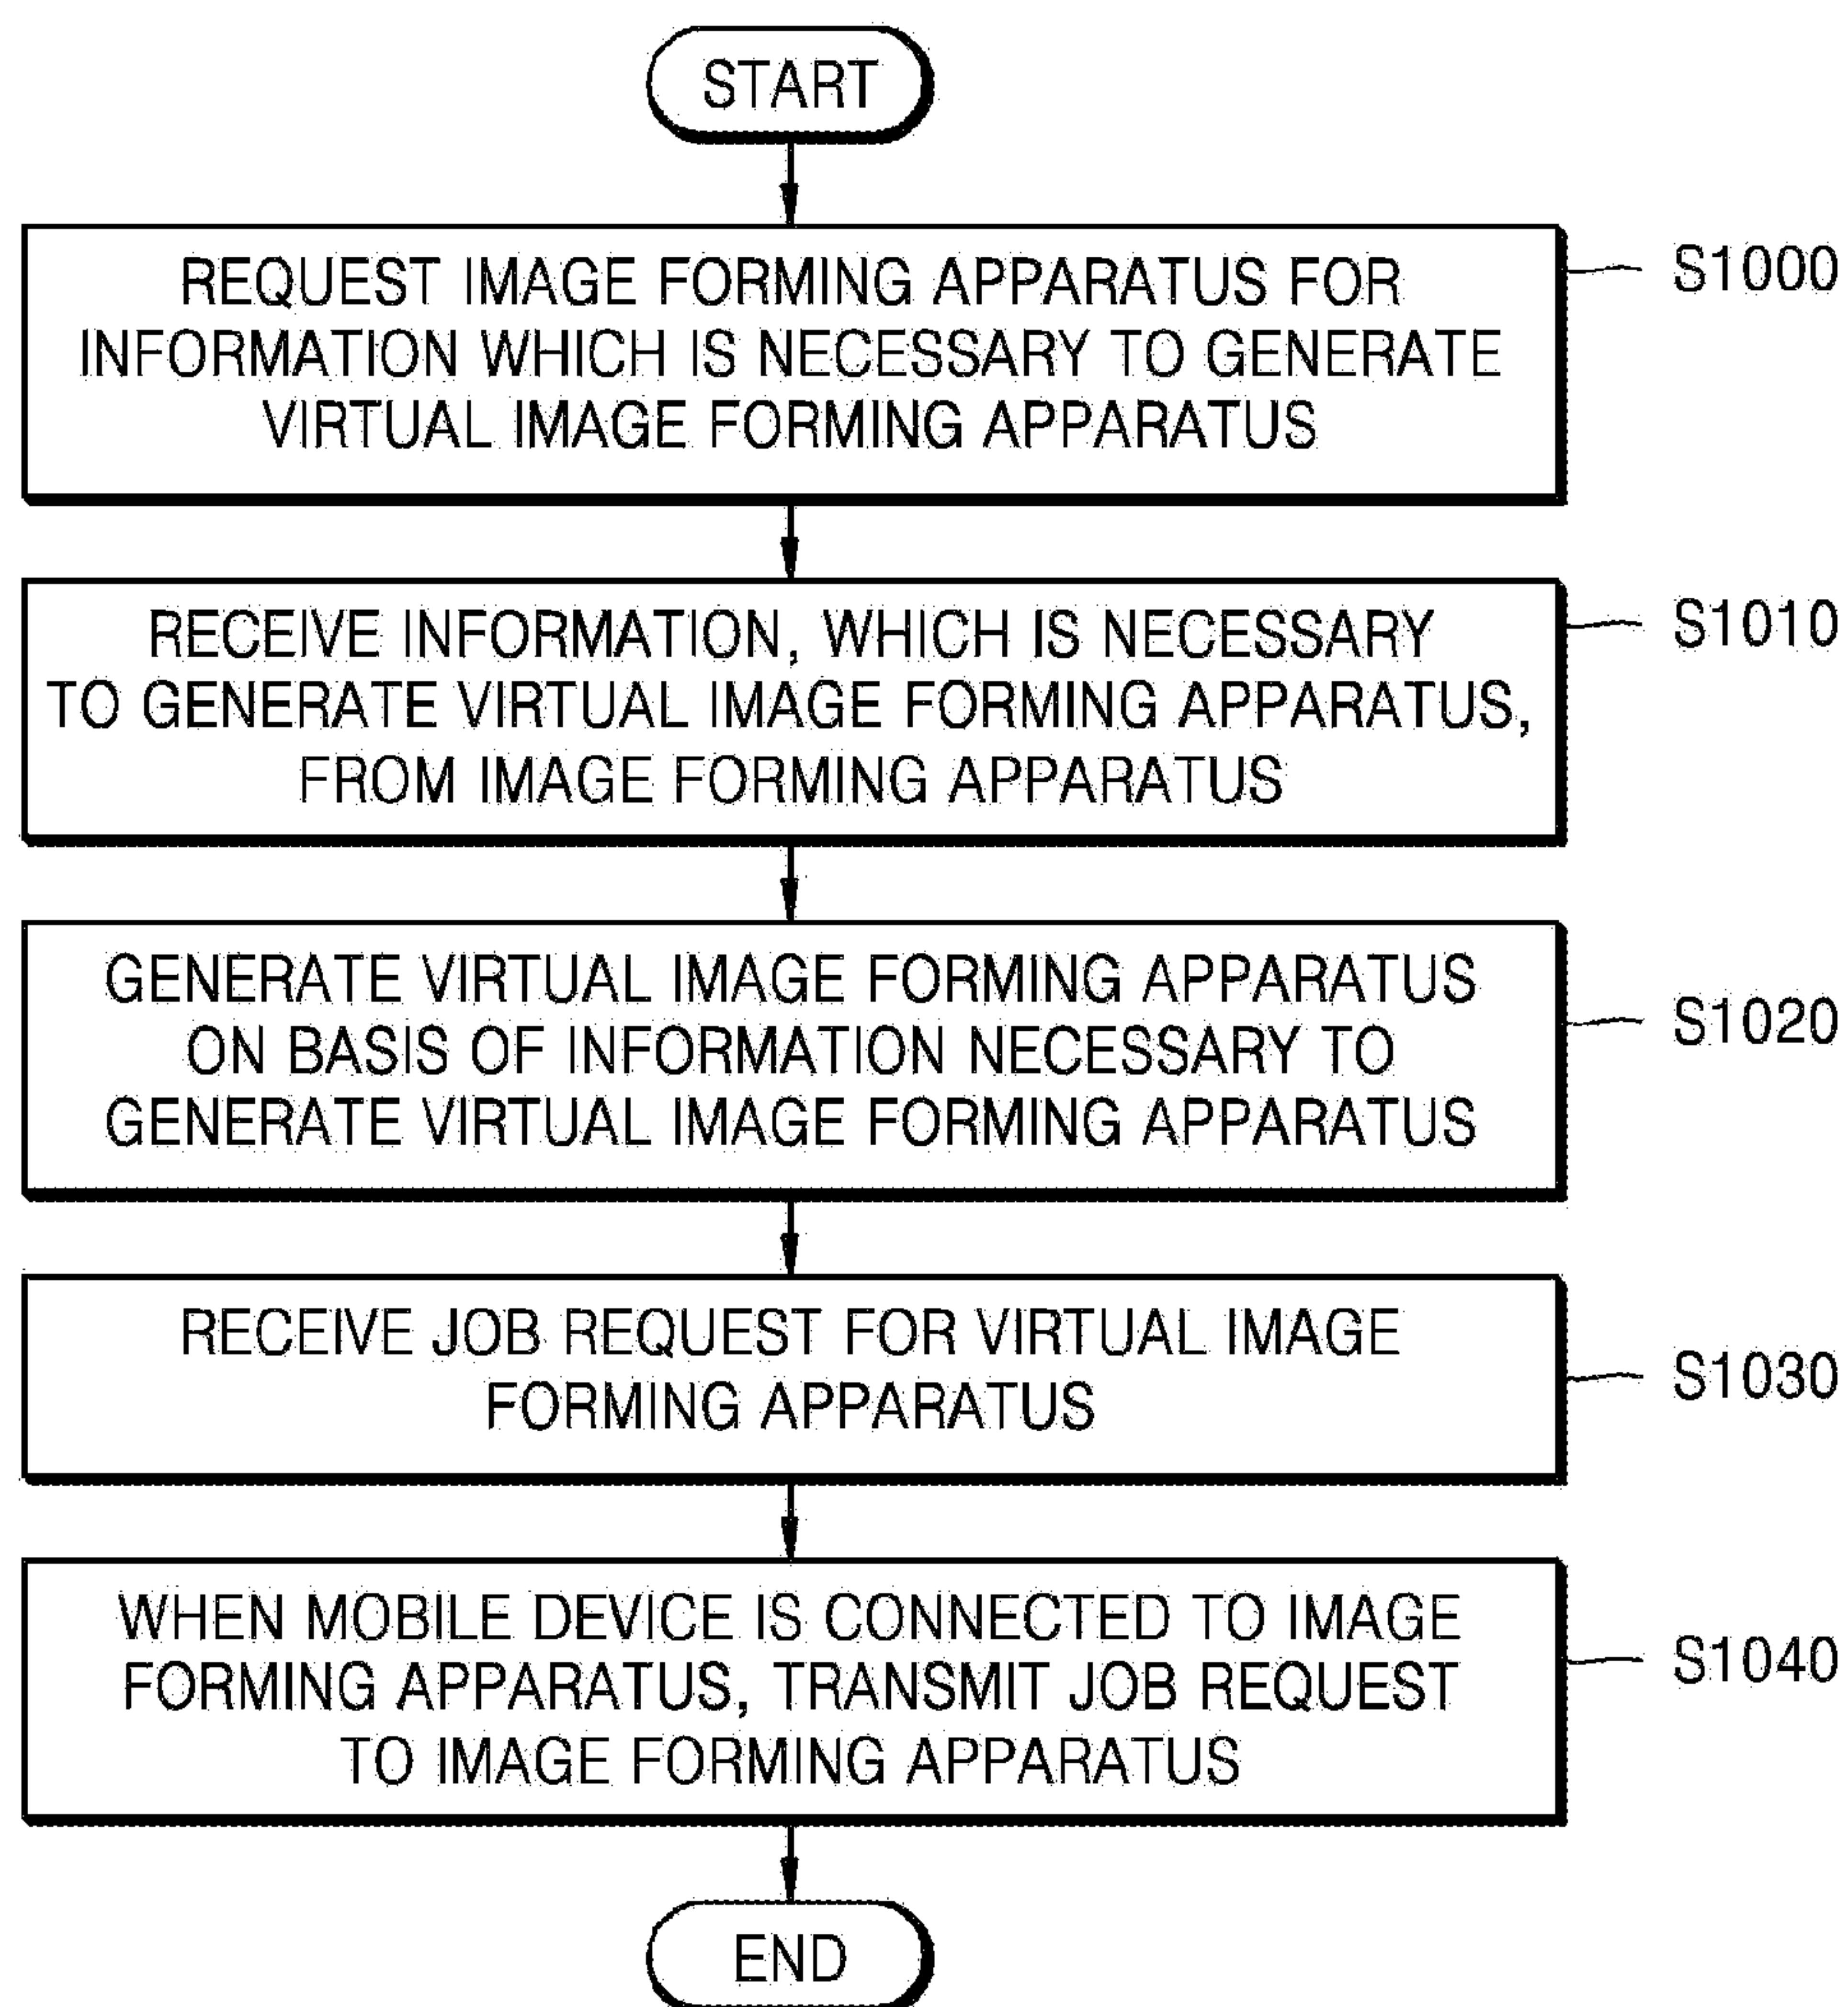 START
REQUEST IMAGE FORMING APPARATUS FOR
INFORMATION WHICH IS NECESSARY TO GENERATE
VIRTUAL IMAGE FORMING APPARATUS
S1000
RECEIVE INFORMATION, WHICH IS NECESSARY
TO GENERATE VIRTUAL IMAGE FORMING APPARATUS,
FROM IMAGE FORMING APPARATUS
S1010
GENERATE VIRTUAL IMAGE FORMING APPARATUS
ON BASIS OF INFORMATION NECESSARY TO
GENERATE VIRTUAL IMAGE FORMING APPARATUS
S1020
RECEIVE JOB REQUEST FOR VIRTUAL IMAGE
FORMING APPARATUS
S1030
WHEN MOBILE DEVICE IS CONNECTED TO IMAGE
FORMING APPARATUS, TRANSMIT JOB REQUEST
TO IMAGE FORMING APPARATUS
S1040
END